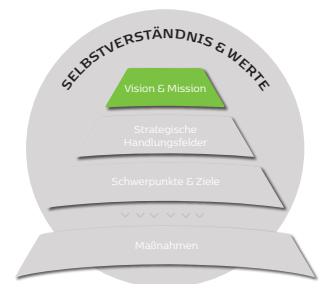 SELBSTVERSTÄNDNIS & WERTE
Vision & Mission
Strategische
Handlungsfelder
Schwerpunkte & Ziele
Maßnahmen